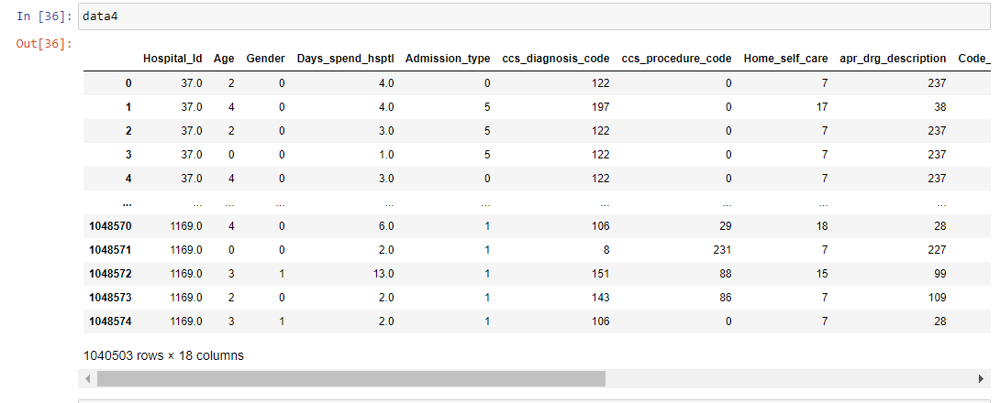 In [36]: data4
Out[36]:
Hospital_Id Age Gender Days_spend_hsptl Admission_type ccs_diagnosis_code ccs_procedure_code Home_self_care apr_drg_description Code_
0 37.0 2 0 4.0 0 122 0 7 237
1 37.0 4 0 4.0 5 197 0 17 38
2 37.0 2 0 3.0 5 122 0 7 237
3 37.0 0 0 1.0 5 122 0 7 237
4 37.0 4 0 3.0 0 122 0 7 237
... ... ... ... ... ... ... ... ... ...
1048570 1169.0 4 0 6.0 1 106 29 18 28
1048571 1169.0 0 0 2.0 1 8 231 7 227
1048572 1169.0 3 1 13.0 1 151 88 15 99
1048573 1169.0 2 0 2.0 1 143 86 7 109
1048574 1169.0 3 1 2.0 1 106 0 7 28
1040503 rows × 18 columns